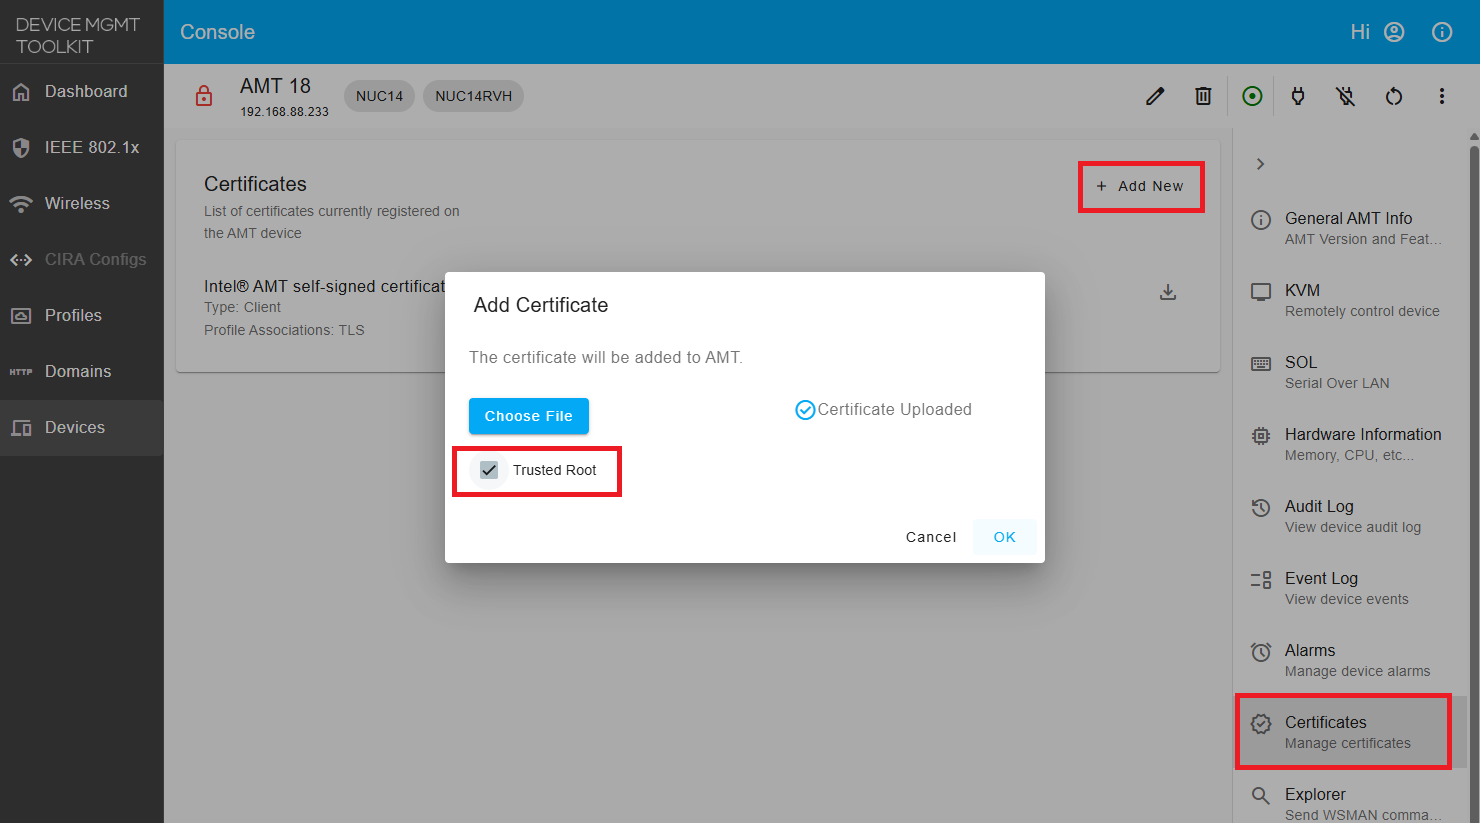 DEVICE MGMT
TOOLKIT
Console
Hi
Dashboard
IEEE 802.1x
Wireless
CIRA Configs
Profiles
HTTP
Domains
Devices
AMT 18
192.168.88.233
NUC14
NUC14RVH
Certificates
List of certificates currently registered on
the AMT device
+ Add New
Intel® AMT self-signed certificat
Type: Client
Profile Associations: TLS
Add Certificate
The certificate will be added to AMT.
Choose File
Certificate Uploaded
Trusted Root
Cancel
OK
General AMT Info
AMT Version and Feat...
KVM
Remotely control device
SOL
Serial Over LAN
Hardware Information
Memory, CPU, etc...
Audit Log
View device audit log
Event Log
View device events
Alarms
Manage device alarms
Certificates
Manage certificates
Explorer
Send WSMAN comma...